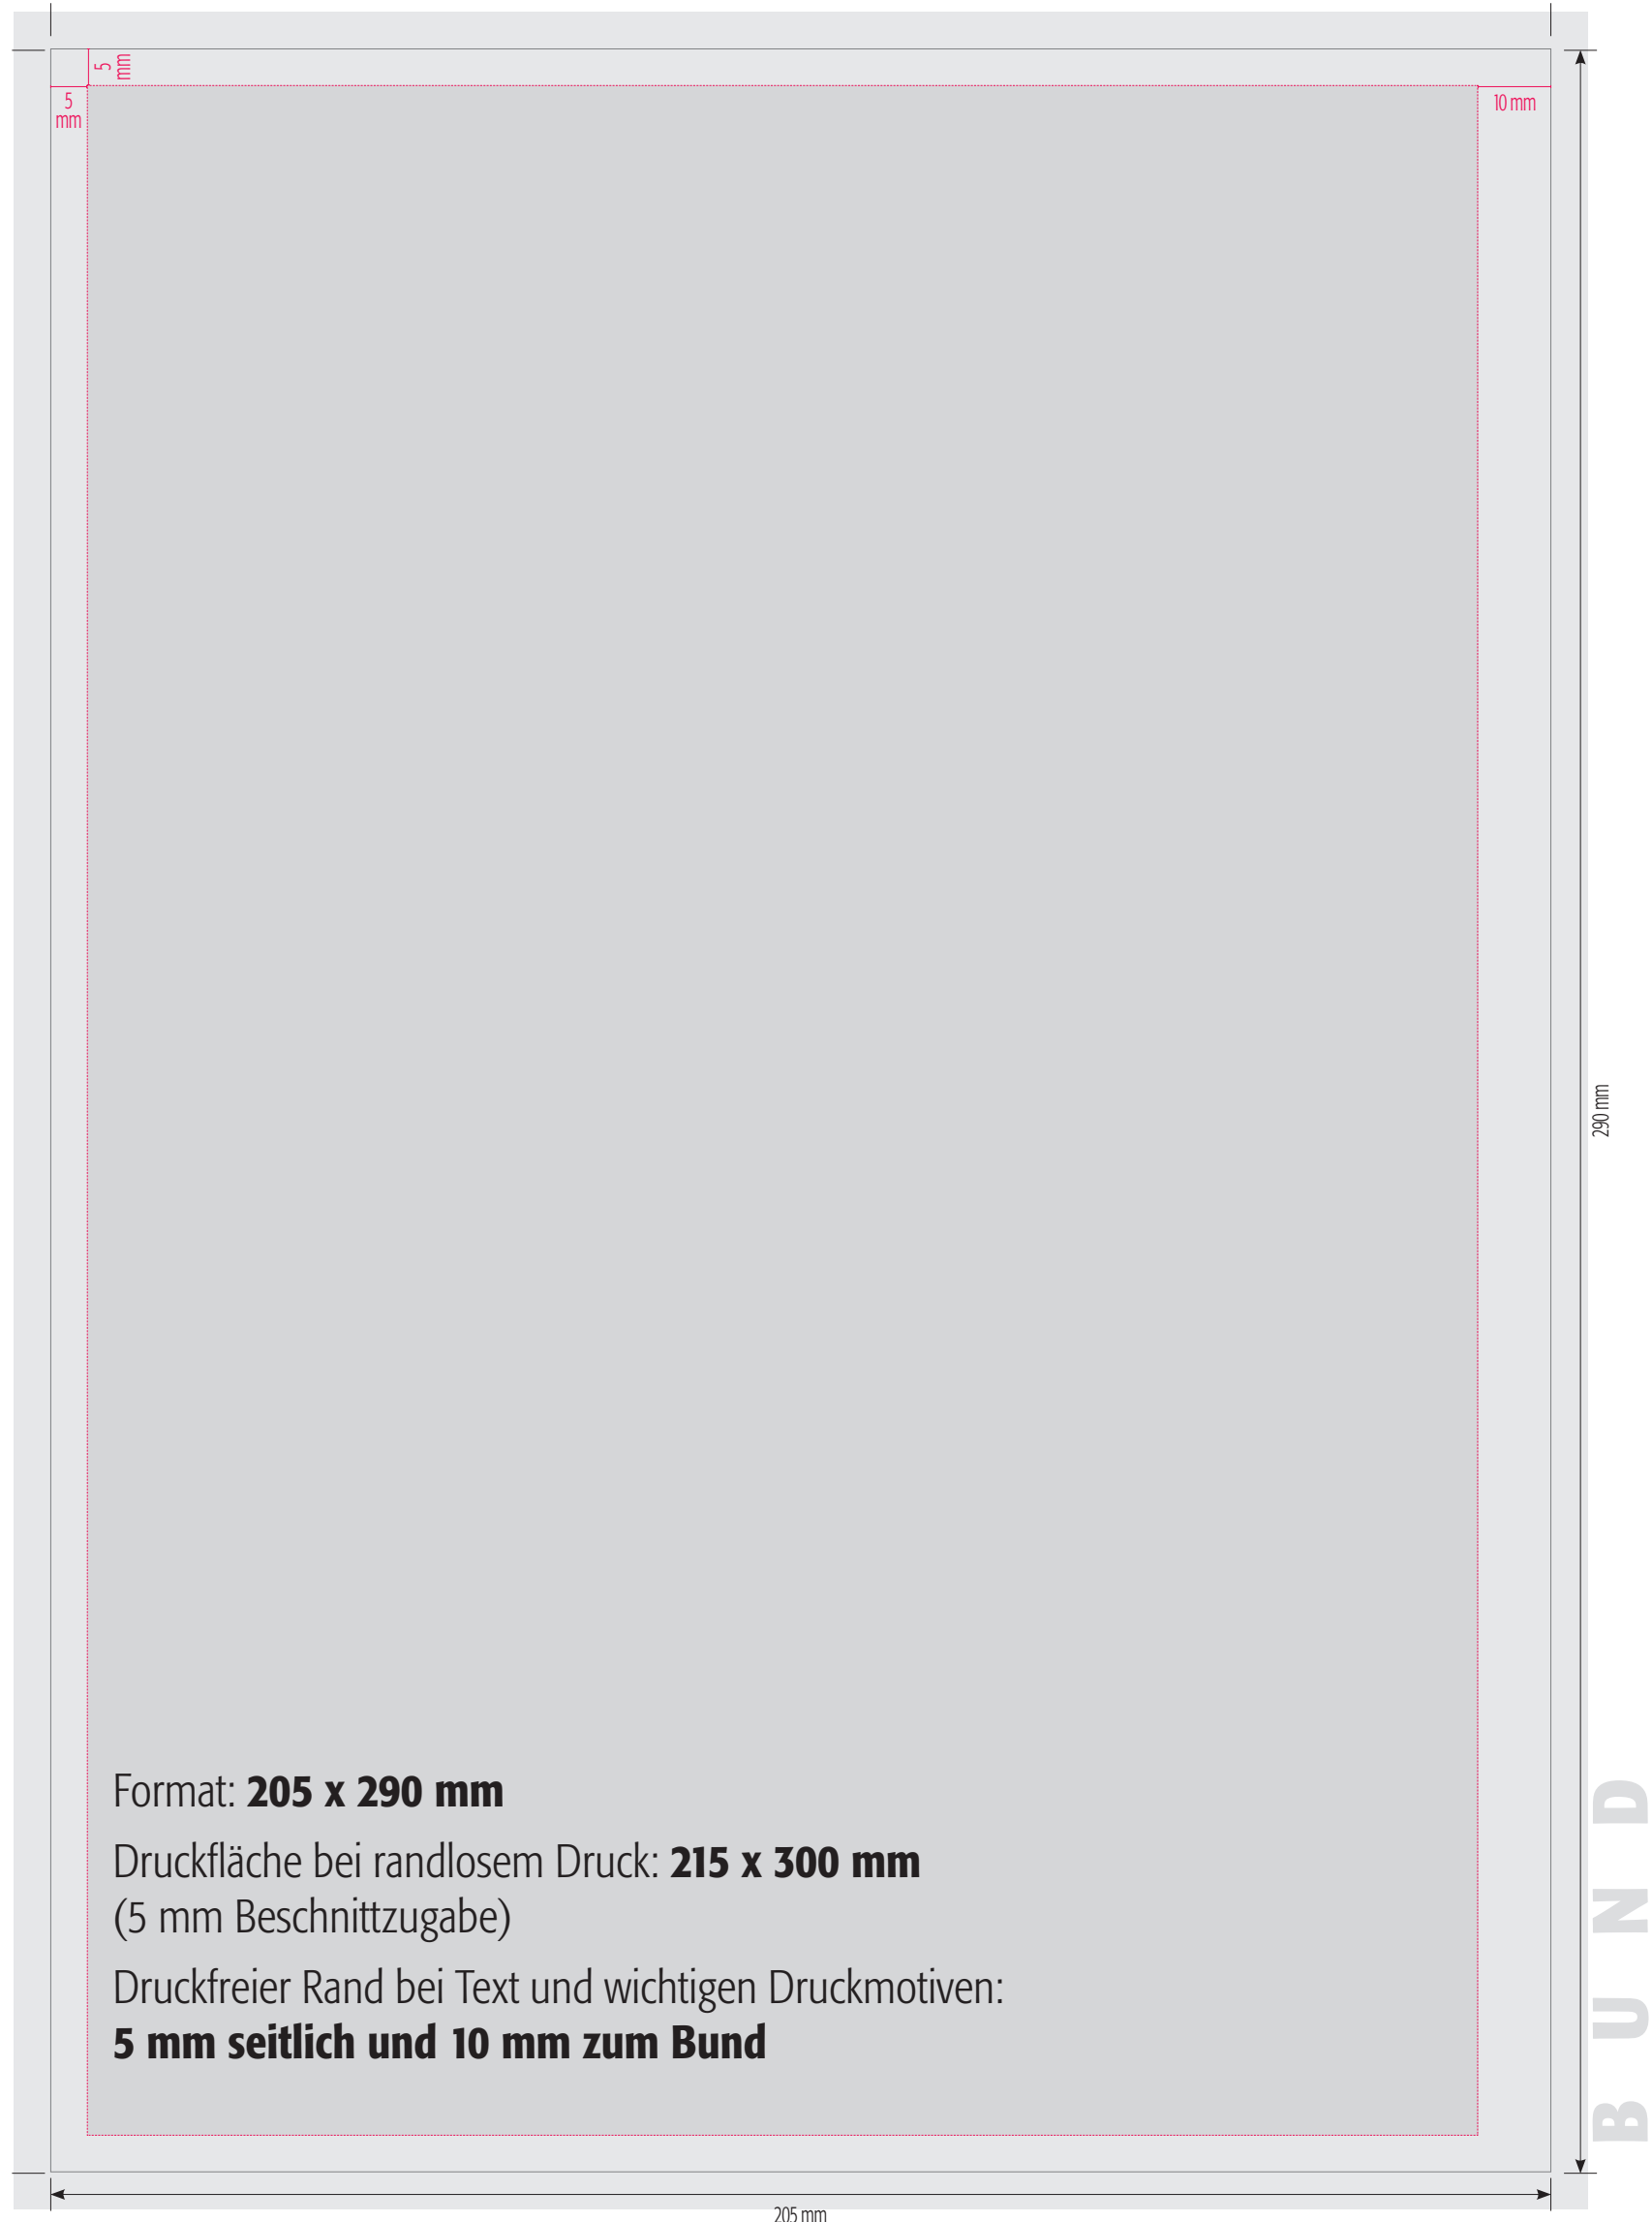 5
mm
5
mm
10 mm
290 mm
Format: 205 x 290 mm
Druckfläche bei randlosem Druck: 215 x 300 mm
(5 mm Beschnittzugabe)
Druckfreier Rand bei Text und wichtigen Druckmotiven:
5 mm seitlich und 10 mm zum Bund
BUND
205 mm